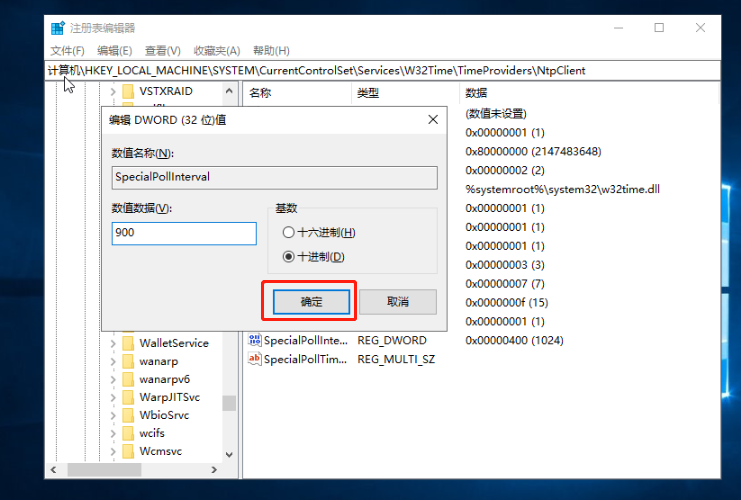 注册表编辑器
文件(F) 编辑(E) 查看(V) 收藏夹(A) 帮助(H)
计算机\HKEY_LOCAL_MACHINE\SYSTEM\CurrentControlSet\Services\W32Time\TimeProviders\NtpClient
VSTXRAID
名称 类型 数据
编辑 DWORD (32 位)值
(数值未设置)
0x00000001 (1)
数值名称(N):
0x80000000 (2147483648)
SpecialPollInterval
0x00000002 (2)
%systemroot%\system32\w32time.dll
数值数据(V):
基数
0x00000001 (1)
900
十六进制(H)
0x00000001 (1)
0x00000001 (1)
十进制(D)
0x00000003 (3)
0x00000007 (7)
确定
取消
0x0000000f (15)
0x00000001 (1)
WalletService
SpecialPollInte... REG_DWORD 0x00000400 (1024)
wanarp
SpecialPollTim... REG_MULTI_SZ
wanarpv6
WarpJITSvc
WbioSrvc
wcifs
Wcmsvc